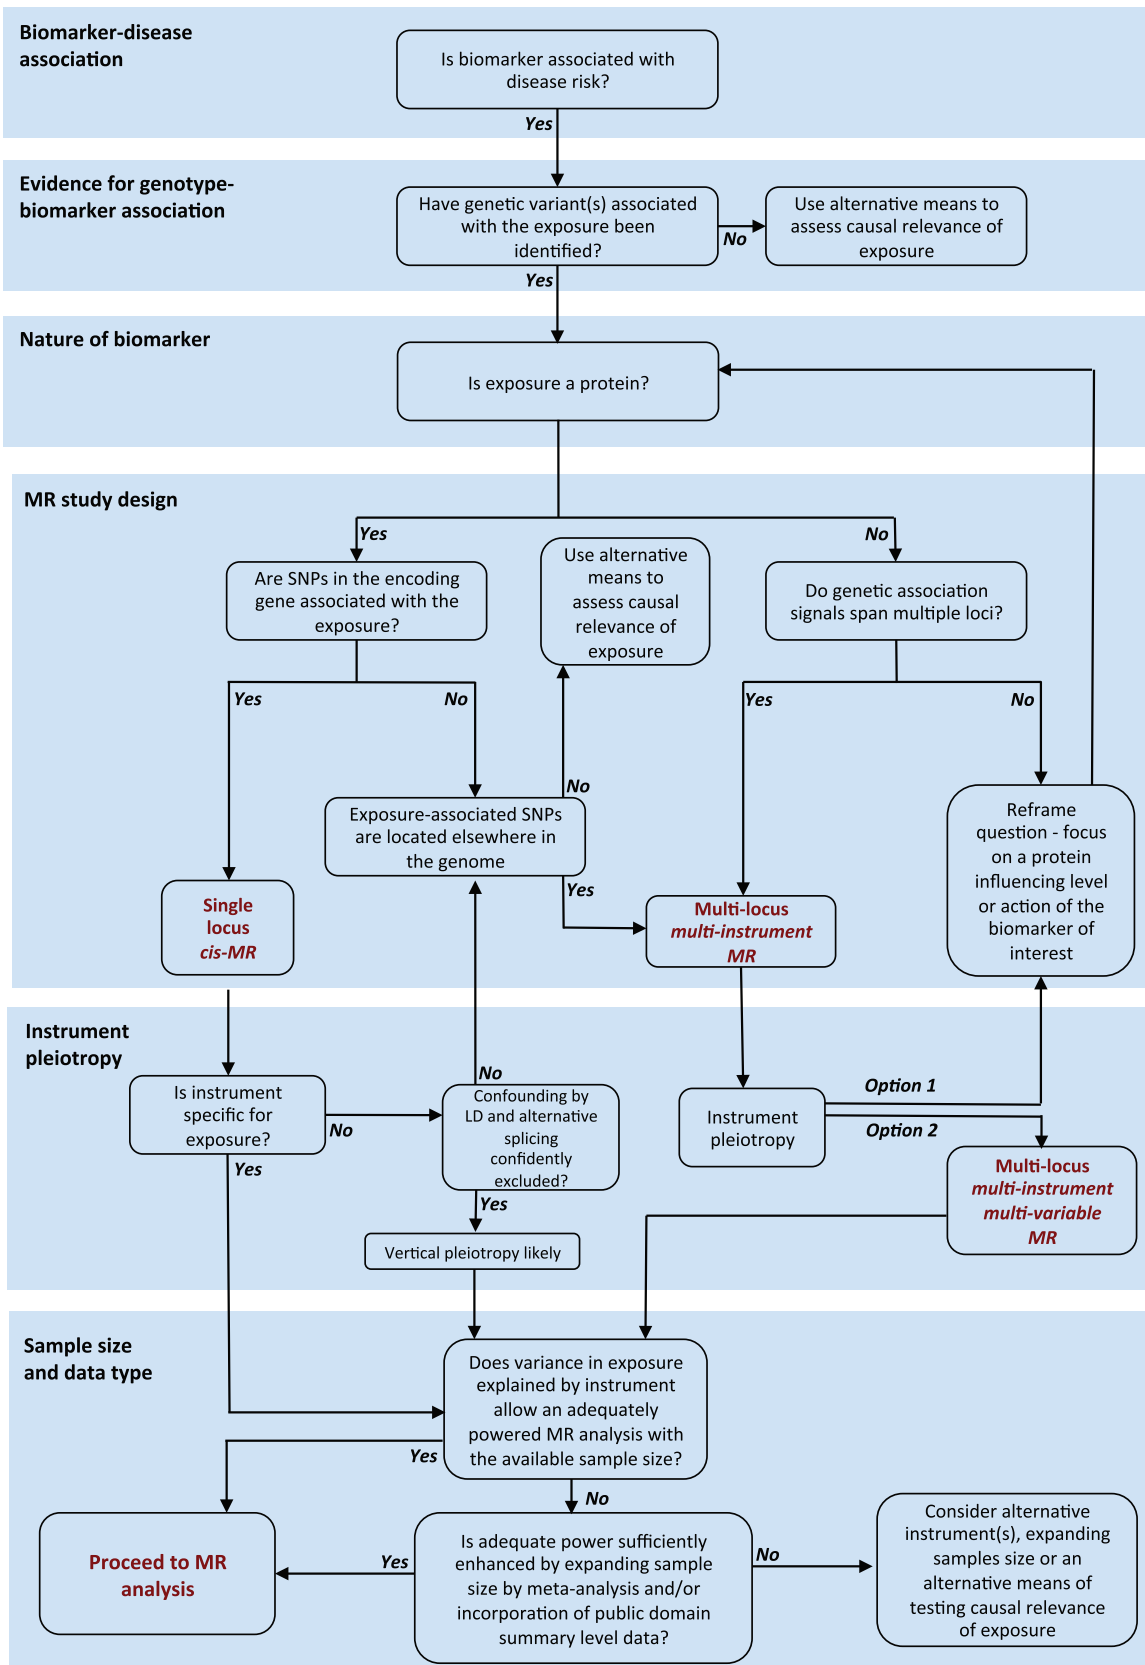 Biomarker-disease
association
Is biomarker associated with
disease risk?
Yes
Evidence for genotype-
biomarker association
Have genetic variant(s) associated
with the exposure been
identified?
No
Use alternative means to
assess causal relevance of
exposure
Yes
Nature of biomarker
Is exposure a protein?
MR study design
Yes
No
Are SNPs in the encoding
gene associated with the
exposure?
Use alternative
means to
assess causal
relevance of
exposure
Do genetic association
signals span multiple loci?
Yes
No
Yes
No
No
Exposure-associated SNPs
are located elsewhere in
the genome
Yes
Reframe
question - focus
on a protein
influencing level
or action of the
biomarker of
interest
Single
locus
cis-MR
Multi-locus
multi-instrument
MR
Instrument
pleiotropy
Is instrument
specific for
exposure?
No
Yes
No
Confounding by
LD and alternative
splicing
confidently
excluded?
Yes
Vertical pleiotropy likely
Instrument
pleiotropy
Option 1
Option 2
Multi-locus
multi-instrument
multi-variable
MR
Sample size
and data type
Does variance in exposure
explained by instrument
allow an adequately
powered MR analysis with
the available sample size?
Yes
No
Proceed to MR
analysis
Yes
Is adequate power sufficiently
enhanced by expanding sample
size by meta-analysis and/or
incorporation of public domain
summary level data?
No
Consider alternative
instrument(s), expanding
samples size or an
alternative means of
testing causal relevance
of exposure